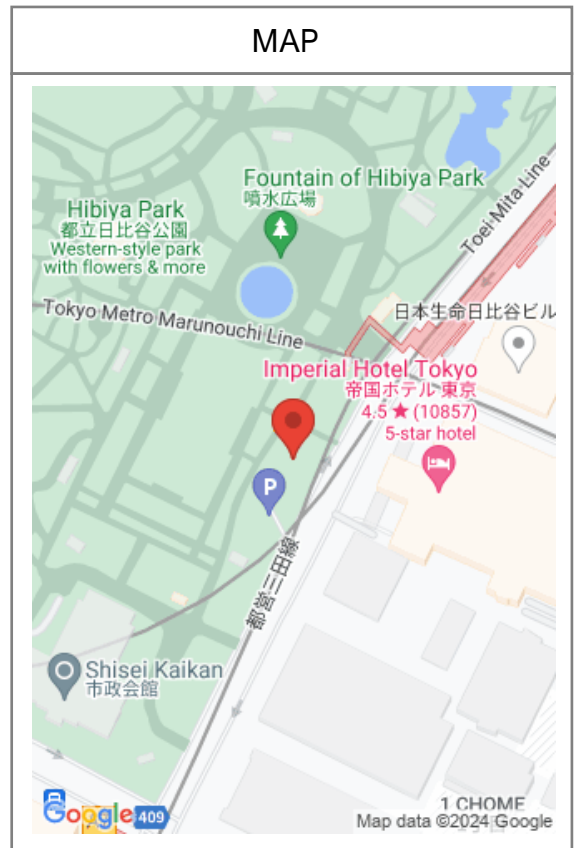 MAP
Fountain of Hibiya Park
噴水広場
Hibiya Park
都立日比谷公園
Western-style park
with flowers & more
Toei Mita Line
Tokyo Metro Marunouchi Line
日本生命日比谷ビル
Imperial Hotel Tokyo
帝国ホテル 東京
4.5 ★ (10857)
5-star hotel
P
都営三田線
Shisei Kaikan
市政会館
1 CHOME
Google
409
Map data ©2024 Google